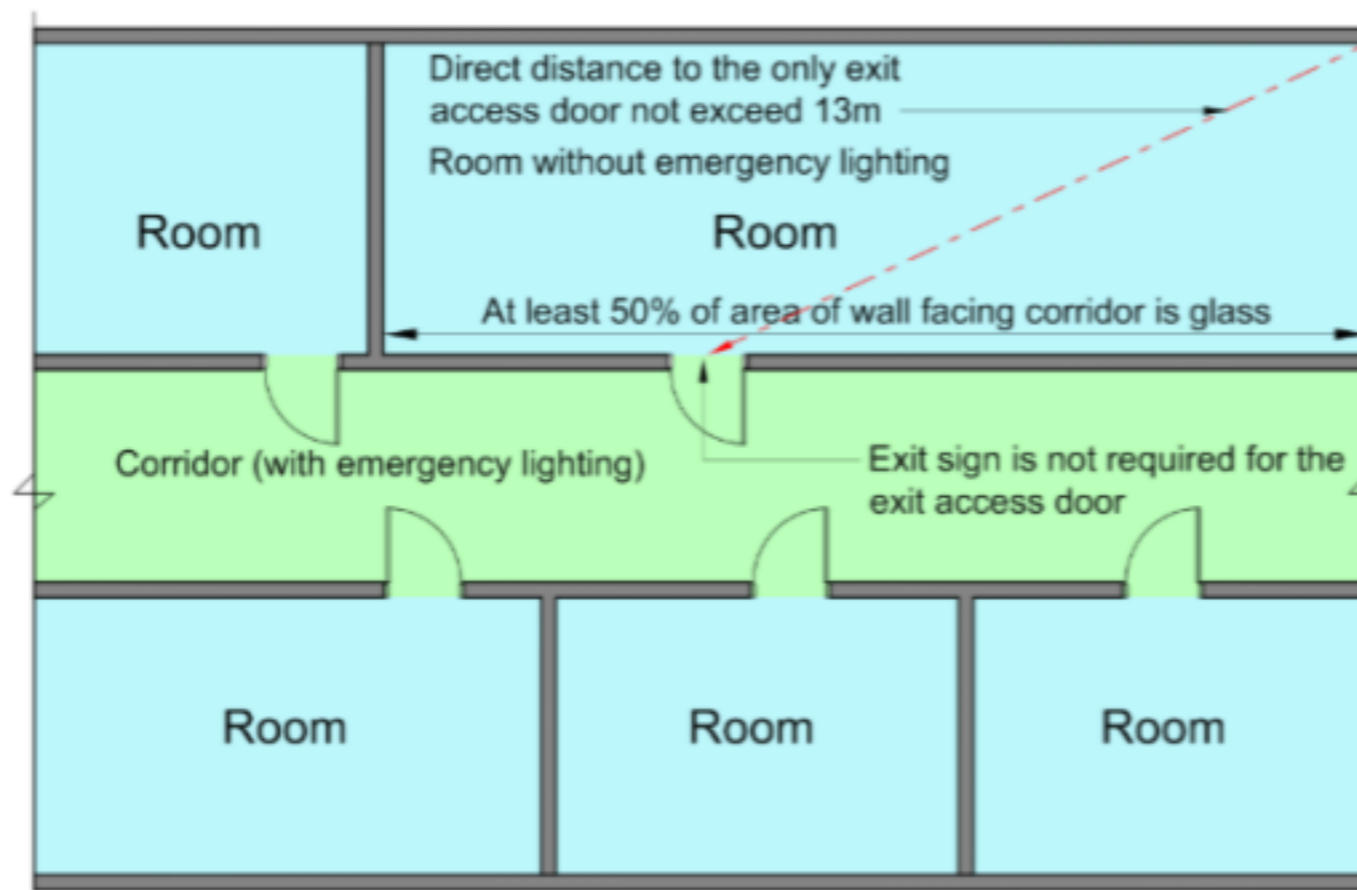 Direct distance to the only exit
access door not exceed 13m
Room without emergency lighting
Room
Room
At least 50% of area of wall facing corridor is glass
Corridor (with emergency lighting)
Exit sign is not required for the
exit access door
Room
Room
Room